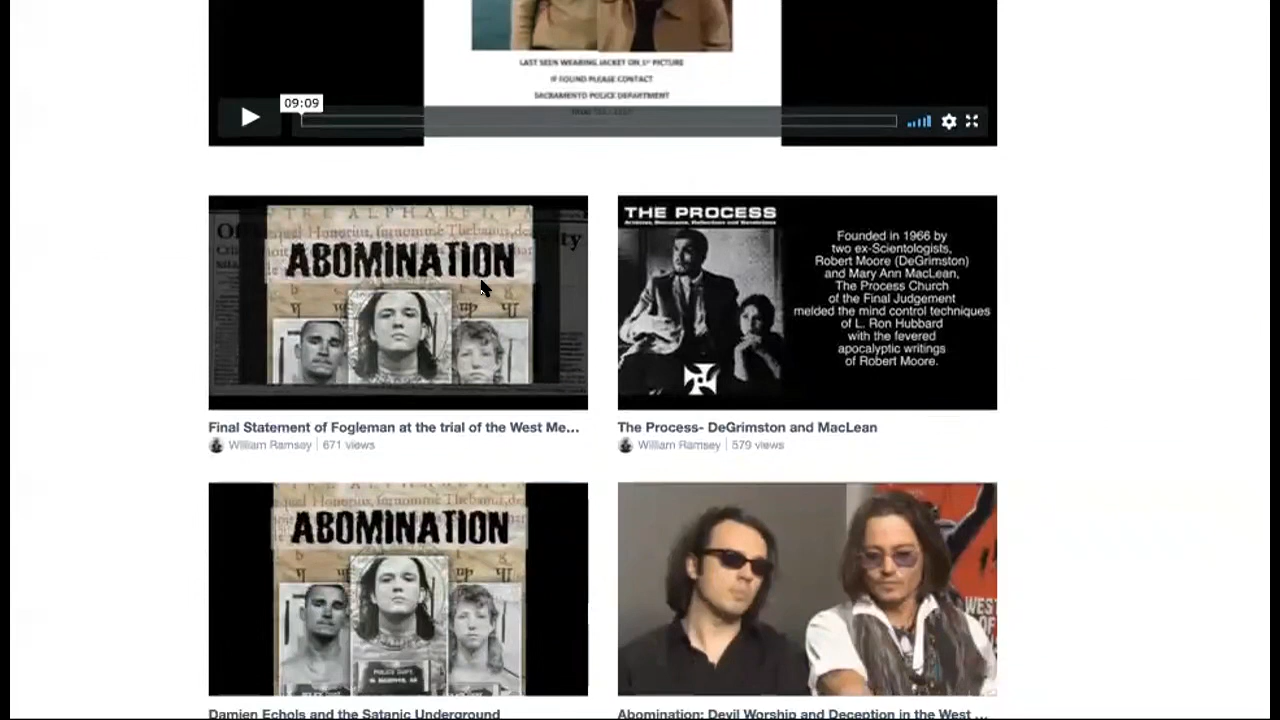 LAST SEEN WEARING JACKET ON 1ST PICTURE
IF FOUND PLEASE CONTACT
SACRAMENTO POLICE DEPARTMENT
09:09
ABOMINATION
THE PROCESS
Founded in 1966 by
two ex-Scientologists,
Robert Moore (DeGrimston)
and Mary Ann MacLean,
The Process Church
of the Final Judgement
melded the mind control techniques
of L. Ron Hubbard
with the fevered
apocalyptic writings
of Robert Moore.
Final Statement of Fogleman at the trial of the West Me...
William Ramsey | 671 views
The Process- DeGrimston and MacLean
William Ramsey | 579 views
ABOMINATION
POLICE DEPT.
WES
OF
Damien Echols and the Satanic Underground
Abomination: Devil Worship and Deception in the West ...